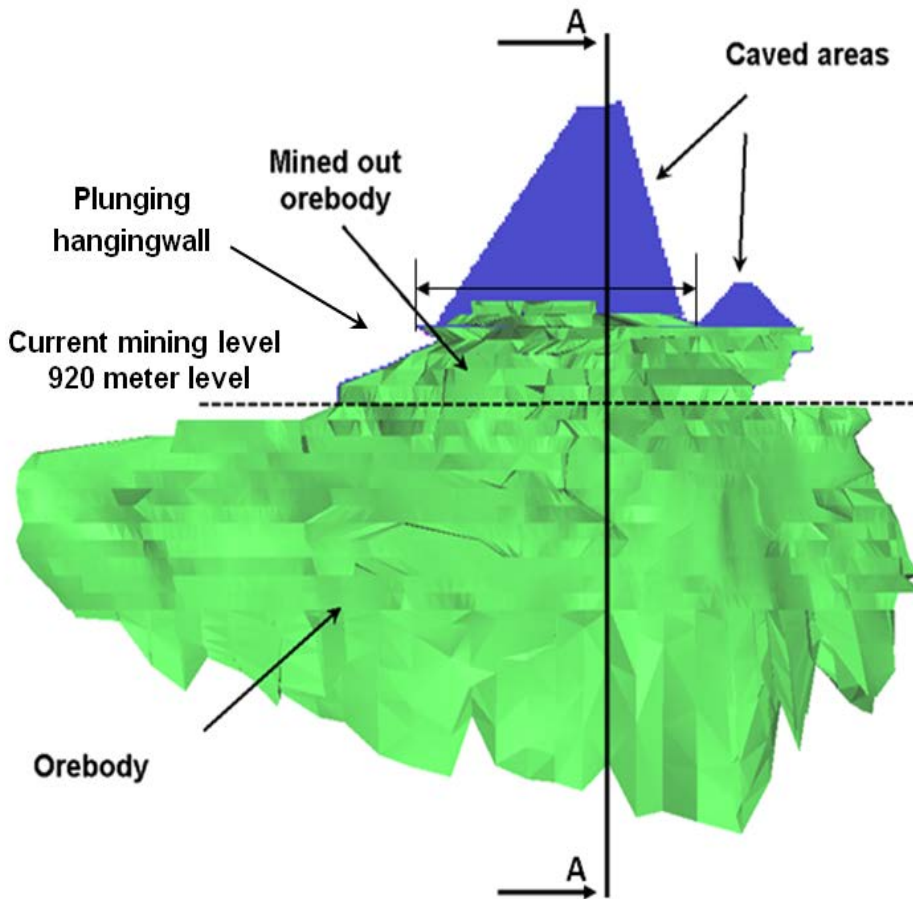 A
Caved areas
Mined out
orebody
Plunging
hangingwall
Current mining level
920 meter level
Orebody
A